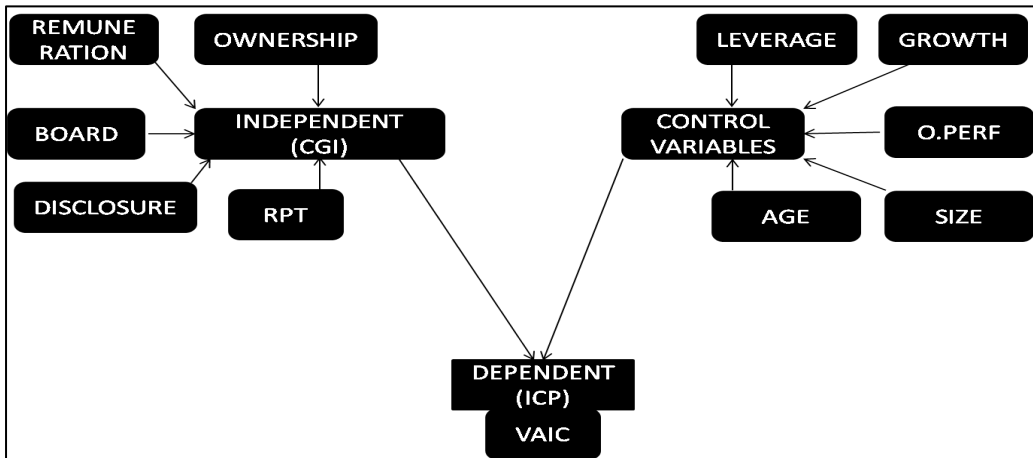 REMUNE
RATION
OWNERSHIP
LEVERAGE
GROWTH
BOARD
INDEPENDENT
(CGI)
CONTROL
VARIABLES
O.PERF
DISCLOSURE
RPT
AGE
SIZE
DEPENDENT
(ICP)
VAIC